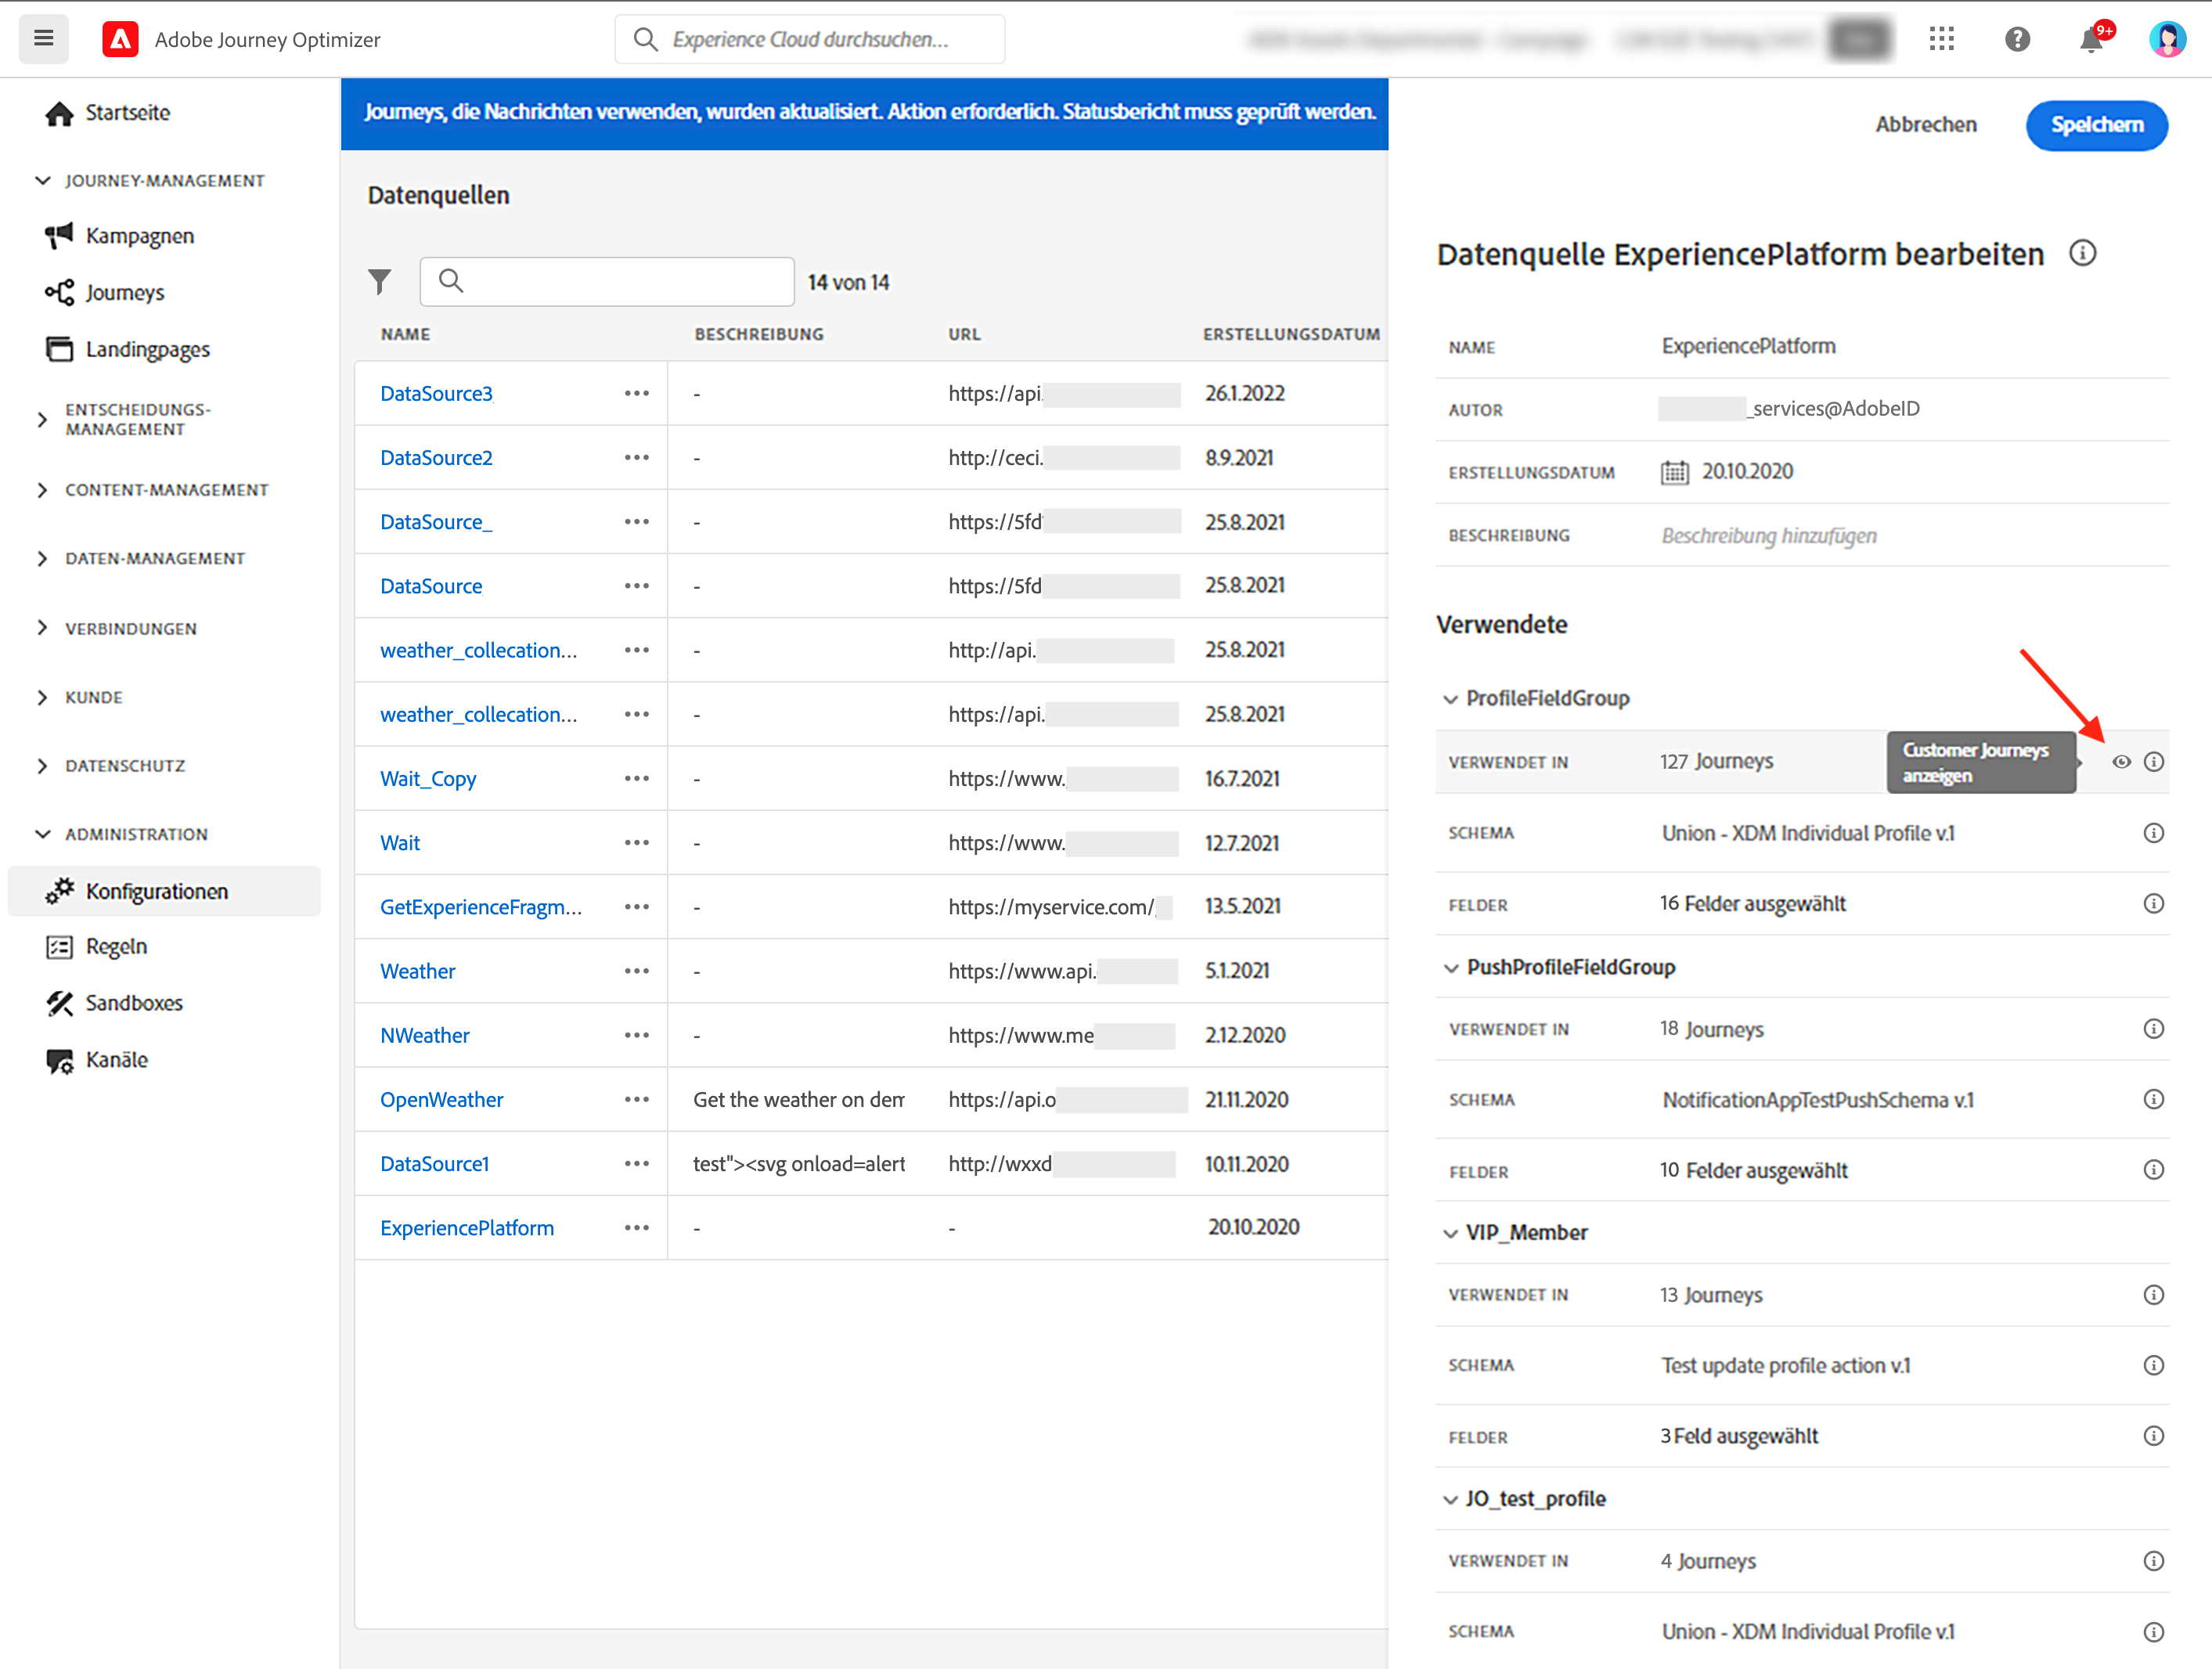 Adobe Journey Optimizer
Experience Cloud durchsuchen...
9+
Startseite
JOURNEY-MANAGEMENT
Kampagnen
Journeys
Landingpages
ENTSCHEIDUNGS-
MANAGEMENT
CONTENT-MANAGEMENT
DATEN-MANAGEMENT
VERBINDUNGEN
KUNDE
DATENSCHUTZ
ADMINISTRATION
Konfigurationen
Regeln
Sandboxes
Kanäle
Journeys, die Nachrichten verwenden, wurden aktualisiert. Aktion erforderlich. Statusbericht muss geprüft werden.
Datenquellen
14 von 14
NAME BESCHREIBUNG URL ERSTELLUNGSDATUM
DataSource3 ••• - https://api. 26.1.2022
DataSource2 ••• - http://ceci. 8.9.2021
DataSource_ ••• - https://5fd 25.8.2021
DataSource ••• - https://5fd 25.8.2021
weather_collecation... ••• - http://api. 25.8.2021
weather_collecation... ••• - https://api. 25.8.2021
Wait_Copy ••• - https://www. 16.7.2021
Wait ••• - https://www. 12.7.2021
GetExperienceFragm... ••• - https://myservice.com/ 13.5.2021
Weather ••• - https://www.api. 5.1.2021
NWeather ••• - https://www.me 2.12.2020
OpenWeather ••• Get the weather on dem https://api.o 21.11.2020
DataSource1 ••• test"><svg onload=alert http://wxxd 10.11.2020
ExperiencePlatform ••• - - 20.10.2020
Abbrechen
Speichern
Datenquelle ExperiencePlatform bearbeiten
NAME ExperiencePlatform
AUTOR _services@AdobeID
ERSTELLUNGSDATUM 20.10.2020
BESCHREIBUNG Beschreibung hinzufügen
Verwendete
ProfileFieldGroup
VERWENDET IN 127 Journeys
Customer Journeys
anzeigen
SCHEMA Union - XDM Individual Profile v.1
FELDER 16 Felder ausgewählt
PushProfileFieldGroup
VERWENDET IN 18 Journeys
SCHEMA NotificationAppTestPushSchema v.1
FELDER 10 Felder ausgewählt
VIP_Member
VERWENDET IN 13 Journeys
SCHEMA Test update profile action v.1
FELDER 3 Feld ausgewählt
JO_test_profile
VERWENDET IN 4 Journeys
SCHEMA Union - XDM Individual Profile v.1